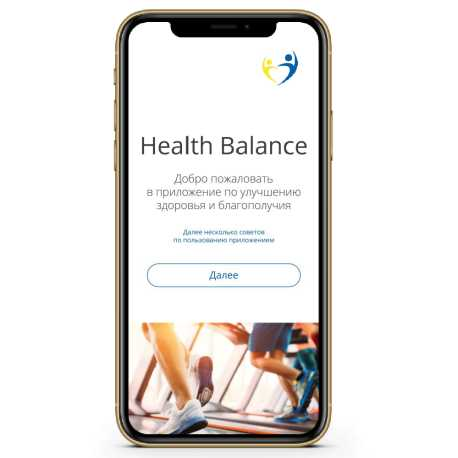 Health Balance
Добро пожаловать
в приложение по улучшению
здоровья и благополучия
Далее несколько советов
по пользованию приложением
Далее